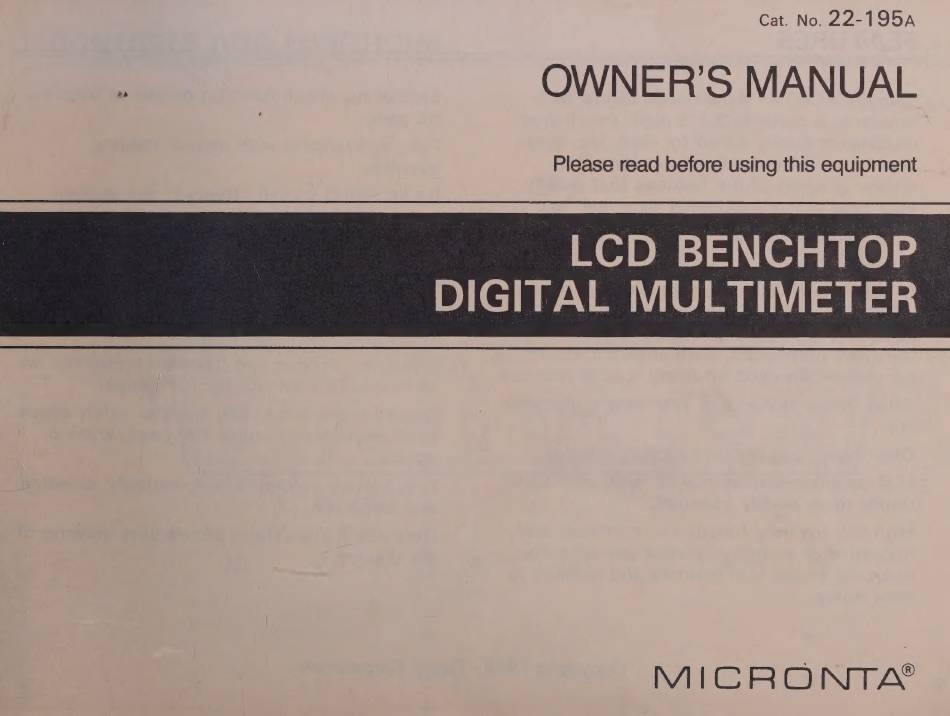 Cat. No. 22-195A
OWNER'S MANUAL
Please read before using this equipment
LCD BENCHTOP
DIGITAL MULTIMETER
MICRONTA®